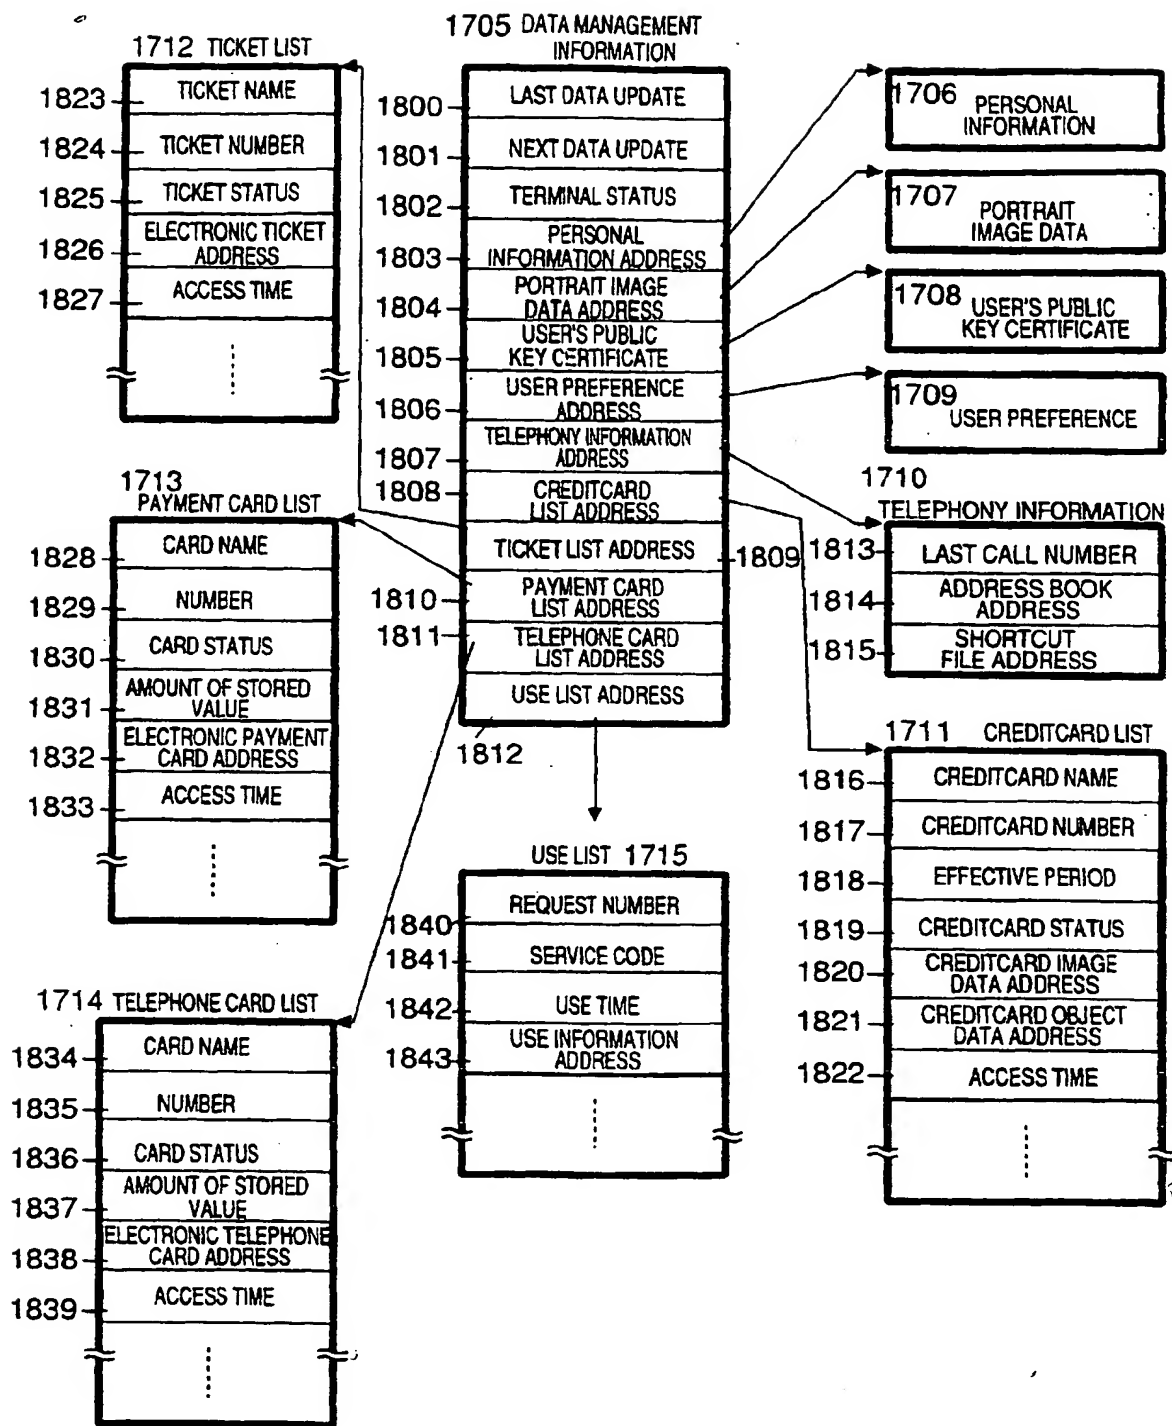 1712 TICKET LIST
1823
TICKET NAME
1824
TICKET NUMBER
1825
TICKET STATUS
1826
ELECTRONIC TICKET
ADDRESS
1827
ACCESS TIME
1713
PAYMENT CARD LIST
1828
CARD NAME
1829
NUMBER
1830
CARD STATUS
1831
AMOUNT OF STORED
VALUE
1832
ELECTRONIC PAYMENT
CARD ADDRESS
1833
ACCESS TIME
1714 TELEPHONE CARD LIST
1834
CARD NAME
1835
NUMBER
1836
CARD STATUS
1837
AMOUNT OF STORED
VALUE
1838
ELECTRONIC TELEPHONE
CARD ADDRESS
1839
ACCESS TIME
1705 DATA MANAGEMENT
INFORMATION
1800
LAST DATA UPDATE
1801
NEXT DATA UPDATE
1802
TERMINAL STATUS
1803
PERSONAL
INFORMATION ADDRESS
1804
PORTRAIT IMAGE
DATA ADDRESS
1805
USER'S PUBLIC
KEY CERTIFICATE
1806
USER PREFERENCE
ADDRESS
1807
TELEPHONY INFORMATION
ADDRESS
1808
CREDITCARD
LIST ADDRESS
TICKET LIST ADDRESS
1809
1810
PAYMENT CARD
LIST ADDRESS
1811
TELEPHONE CARD
LIST ADDRESS
USE LIST ADDRESS
1812
USE LIST 1715
1840
REQUEST NUMBER
1841
SERVICE CODE
1842
USE TIME
1843
USE INFORMATION
ADDRESS
1706
PERSONAL
INFORMATION
1707
PORTRAIT
IMAGE DATA
1708 USER'S PUBLIC
KEY CERTIFICATE
1709
USER PREFERENCE
1710
TELEPHONY INFORMATION
1813
LAST CALL NUMBER
1814
ADDRESS BOOK
ADDRESS
1815
SHORTCUT
FILE ADDRESS
1711 CREDITCARD LIST
1816
CREDITCARD NAME
1817
CREDITCARD NUMBER
1818
EFFECTIVE PERIOD
1819
CREDITCARD STATUS
1820
CREDITCARD IMAGE
DATA ADDRESS
1821
CREDITCARD OBJECT
DATA ADDRESS
1822
ACCESS TIME